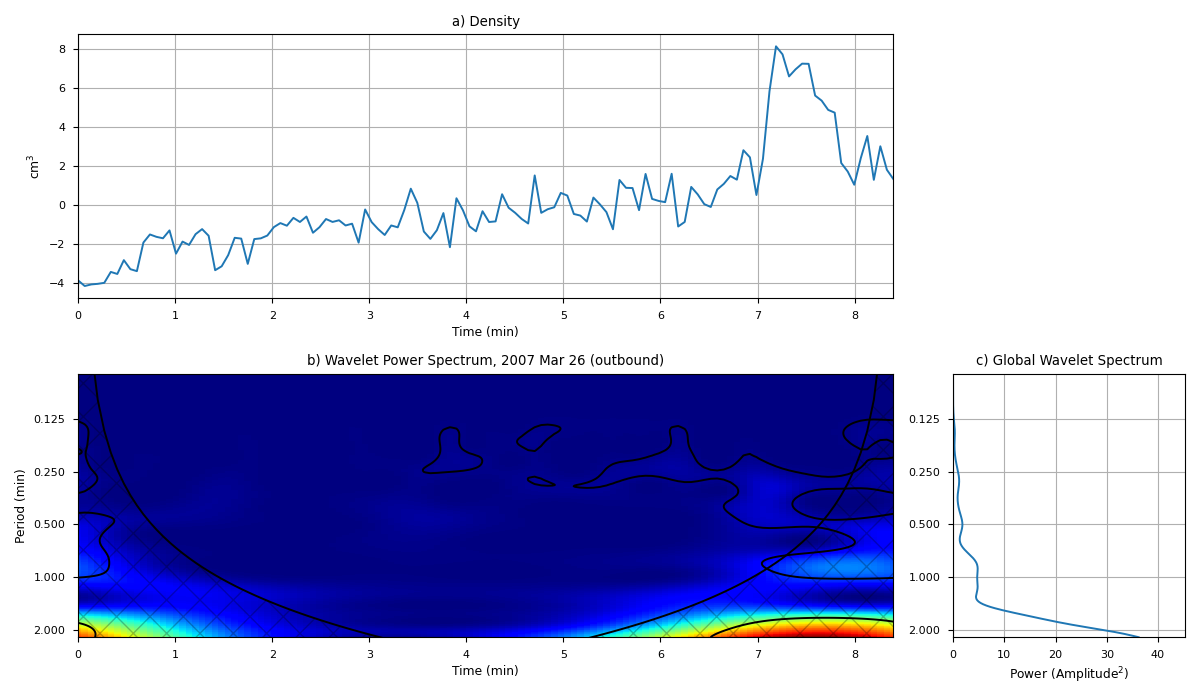 a) Density
8
6
4
2
0
−2
−4
cm³
0 1 2 3 4 5 6 7 8
Time (min)
b) Wavelet Power Spectrum, 2007 Mar 26 (outbound)
0.125
0.250
0.500
1.000
2.000
Period (min)
0 1 2 3 4 5 6 7 8
Time (min)
c) Global Wavelet Spectrum
0.125
0.250
0.500
1.000
2.000
0 10 20 30 40
Power (Amplitude²)